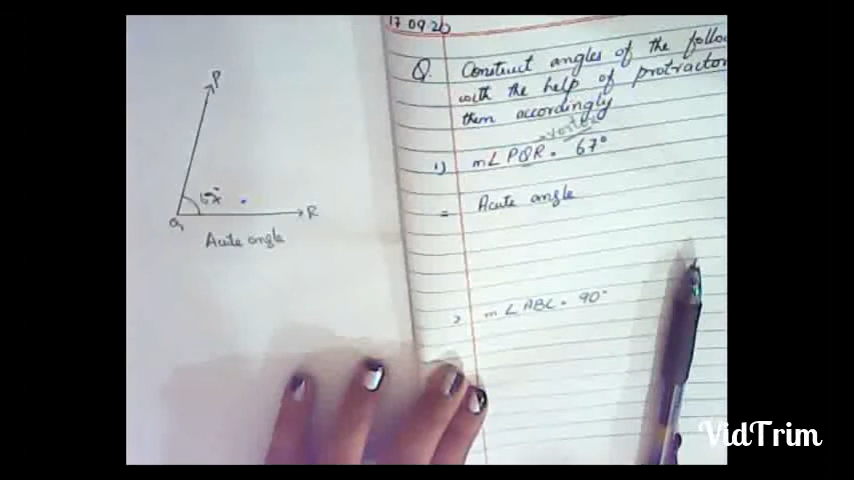 17 09.20
Q. Construct angles of the follo
with the help of protractor
them accordingly
vertex
1) m∠ PQR = 67°
= Acute angle
2 m∠ ABC = 90°
P
67°
Q
R
Acute angle
VidTrim